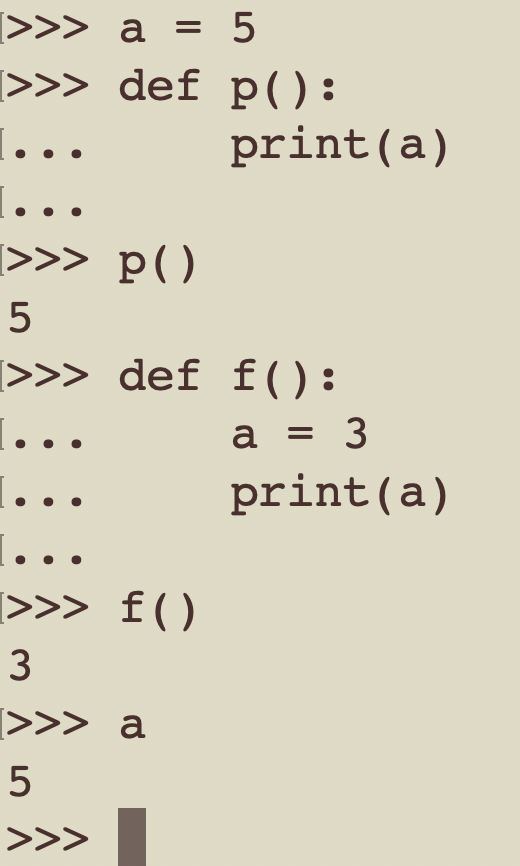 >>> a = 5
>>> def p():
...     print(a)
...
>>> p()
5
>>> def f():
...     a = 3
...     print(a)
...
>>> f()
3
>>> a
5
>>>